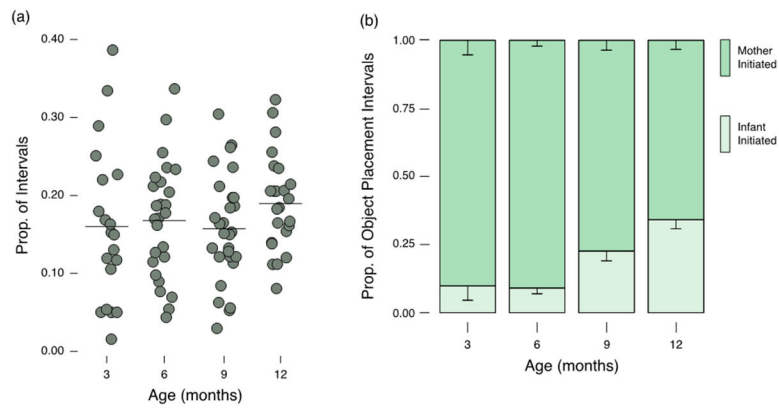 (a)
0.40
0.30
0.20
0.10
0.00
Prop. of Intervals
3 6 9 12
Age (months)
(b)
1.00
0.75
0.50
0.25
0.00
Prop. of Object Placement Intervals
3 6 9 12
Age (months)
Mother
Initiated
Infant
Initiated